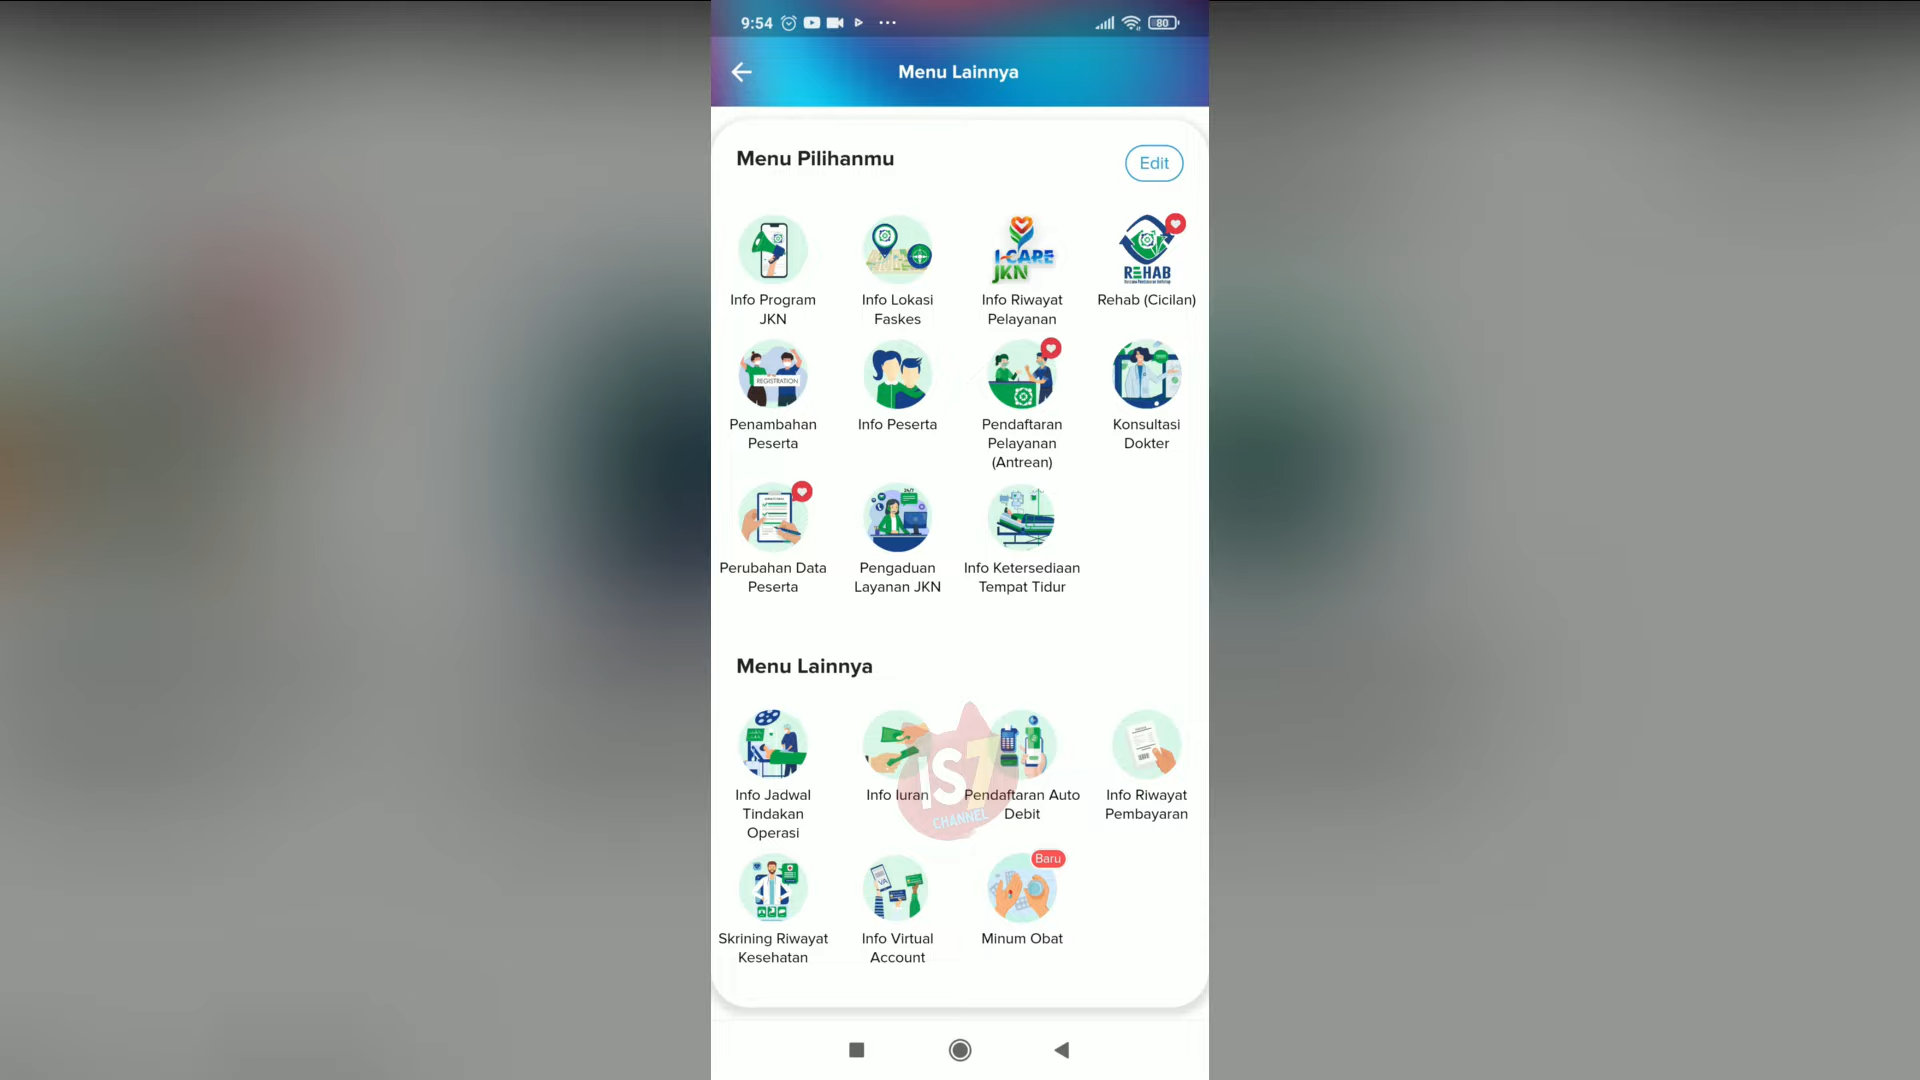 9:54
80
Menu Lainnya
Menu Pilihanmu
Edit
I-CARE
JKN
REHAB
Info Program
JKN
Info Lokasi
Faskes
Info Riwayat
Pelayanan
Rehab (Cicilan)
REGISTRATION
Penambahan
Peserta
Info Peserta
Pendaftaran
Pelayanan
(Antrean)
Konsultasi
Dokter
24/7
Perubahan Data
Peserta
Pengaduan
Layanan JKN
Info Ketersediaan
Tempat Tidur
Menu Lainnya
Info Jadwal
Tindakan
Operasi
Info Iuran
Pendaftaran Auto
Debit
Info Riwayat
Pembayaran
iS7
CHANNEL
Baru
VA
Skrining Riwayat
Kesehatan
Info Virtual
Account
Minum Obat